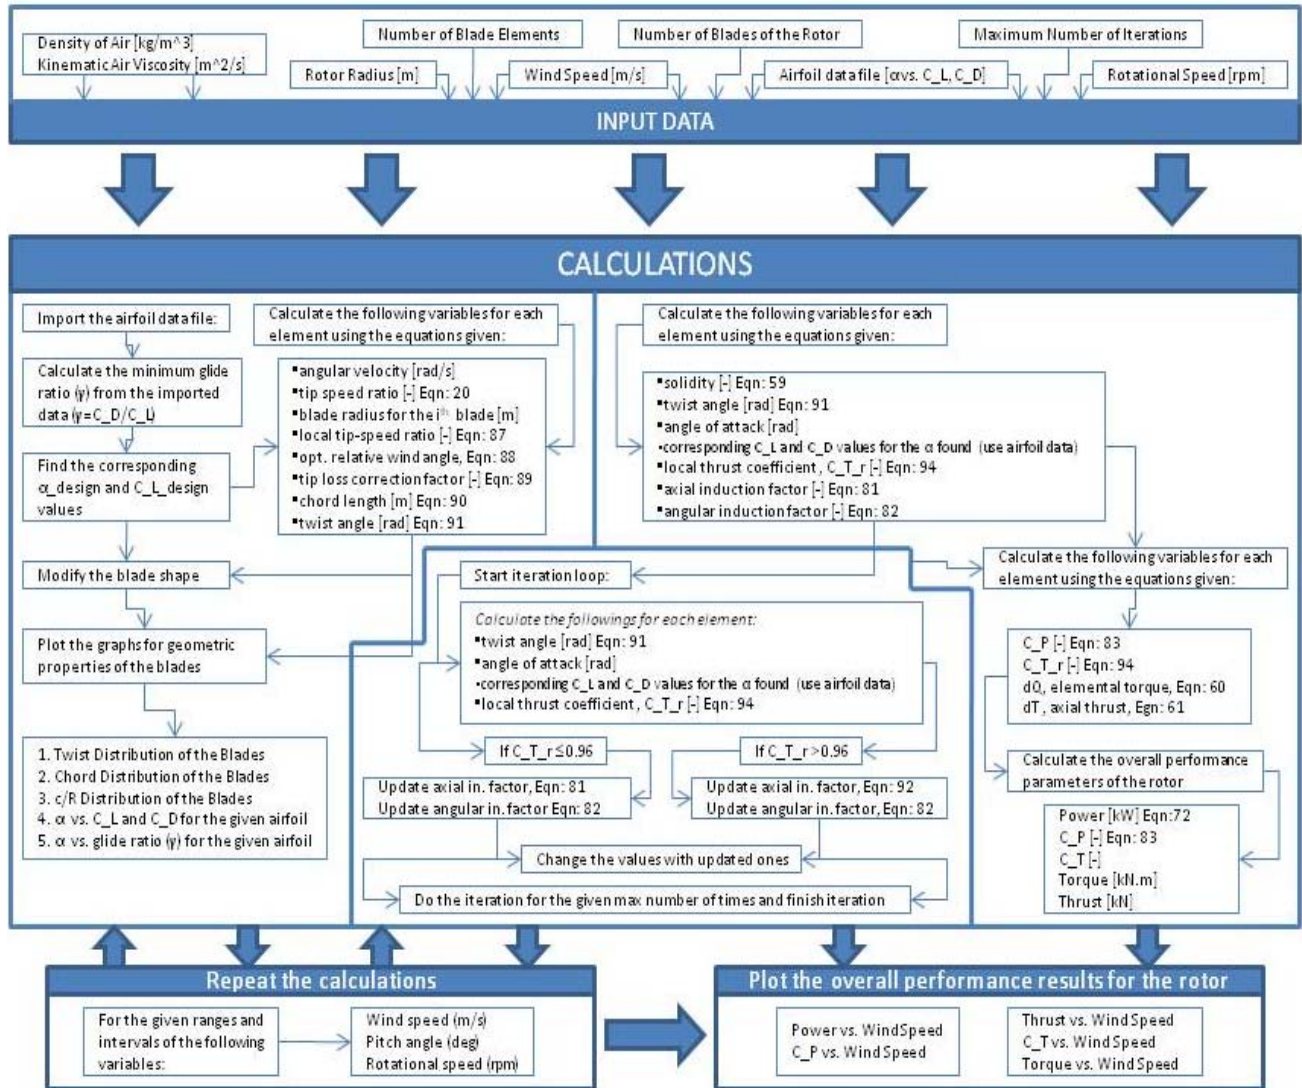 Density of Air [kg/m^3]
Kinematic Air Viscosity [m^2/s]
Number of Blade Elements
Number of Blades of the Rotor
Maximum Number of Iterations
Rotor Radius [m]
Wind Speed [m/s]
Airfoil data file [αvs. C_L, C_D]
Rotational Speed [rpm]
INPUT DATA
CALCULATIONS
Import the airfoil data file:
Calculate the minimum glide
ratio (γ) from the imported
data (γ=C_D/C_L)
Find the corresponding
α_design and C_L_design
values
Modify the blade shape
Plot the graphs for geometric
properties of the blades
1. Twist Distribution of the Blades
2. Chord Distribution of the Blades
3. c/R Distribution of the Blades
4. α vs. C_L and C_D for the given airfoil
5. α vs. glide ratio (γ) for the given airfoil
Calculate the following variables for each
element using the equations given:
▪angular velocity [rad/s]
▪tip speed ratio [-] Eqn: 20
▪blade radius for the i^th blade [m]
▪local tip-speed ratio [-] Eqn: 87
▪opt. relative wind angle, Eqn: 88
▪tip loss correction factor [-] Eqn: 89
▪chord length [m] Eqn: 90
▪twist angle [rad] Eqn: 91
Calculate the following variables for each
element using the equations given:
▪solidity [-] Eqn: 59
▪twist angle [rad] Eqn: 91
▪angle of attack [rad]
•corresponding C_L and C_D values for the α found (use airfoil data)
▪local thrust coefficient, C_T_r [-] Eqn: 94
▪axial induction factor [-] Eqn: 81
▪angular induction factor [-] Eqn: 82
Start iteration loop:
Calculate the followings for each element:
▪twist angle [rad] Eqn: 91
▪angle of attack [rad]
•corresponding C_L and C_D values for the α found (use airfoil data)
▪local thrust coefficient, C_T_r [-] Eqn: 94
If C_T_r ≤0.96
If C_T_r >0.96
Update axial in. factor, Eqn: 81
Update angular in. factor Eqn: 82
Update axial in. factor, Eqn: 92
Update angular in. factor, Eqn: 82
Change the values with updated ones
Do the iteration for the given max number of times and finish iteration
Calculate the following variables for each
element using the equations given:
C_P [-] Eqn: 83
C_T_r [-] Eqn: 94
dQ, elemental torque, Eqn: 60
dT, axial thrust, Eqn: 61
Calculate the overall performance
parameters of the rotor
Power [kW] Eqn:72
C_P [-] Eqn: 83
C_T [-]
Torque [kN.m]
Thrust [kN]
Repeat the calculations
For the given ranges and
intervals of the following
variables:
Wind speed (m/s)
Pitch angle (deg)
Rotational speed (rpm)
Plot the overall performance results for the rotor
Power vs. Wind Speed
C_P vs. Wind Speed
Thrust vs. Wind Speed
C_T vs. Wind Speed
Torque vs. Wind Speed